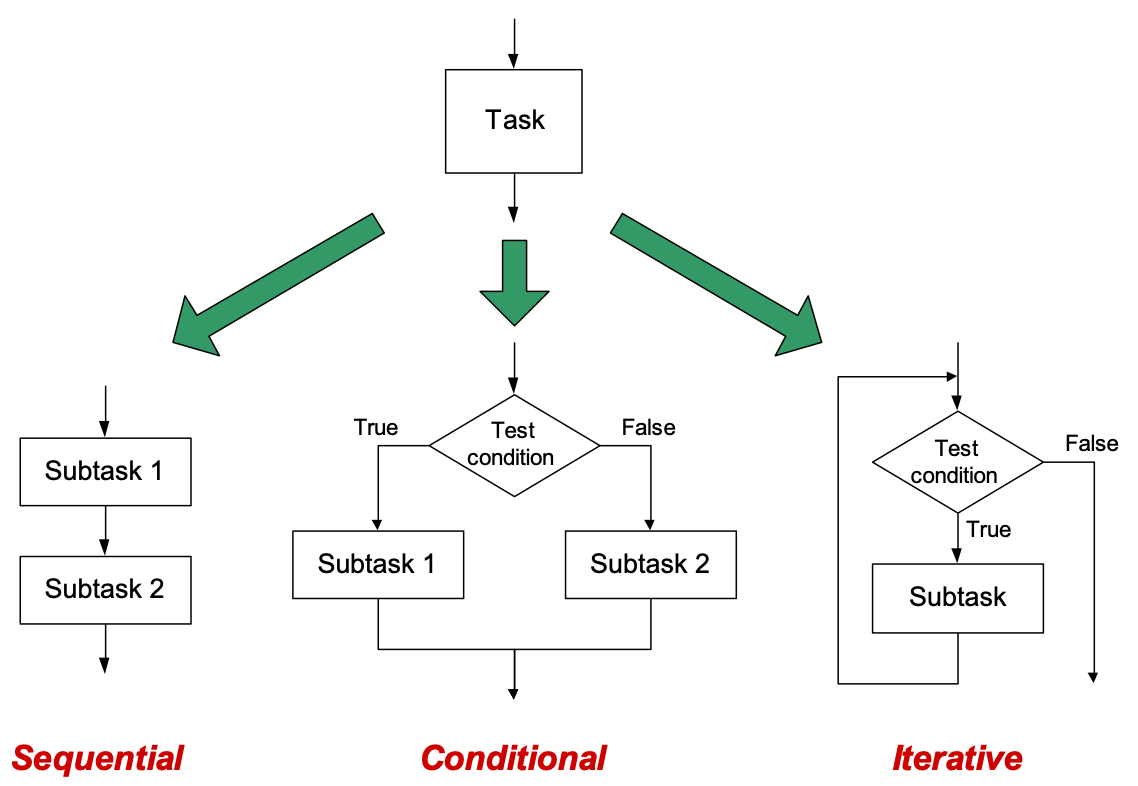 Task
Subtask 1
Subtask 2
Sequential
True
Test
condition
False
Subtask 1
Subtask 2
Conditional
Test
condition
False
True
Subtask
Iterative